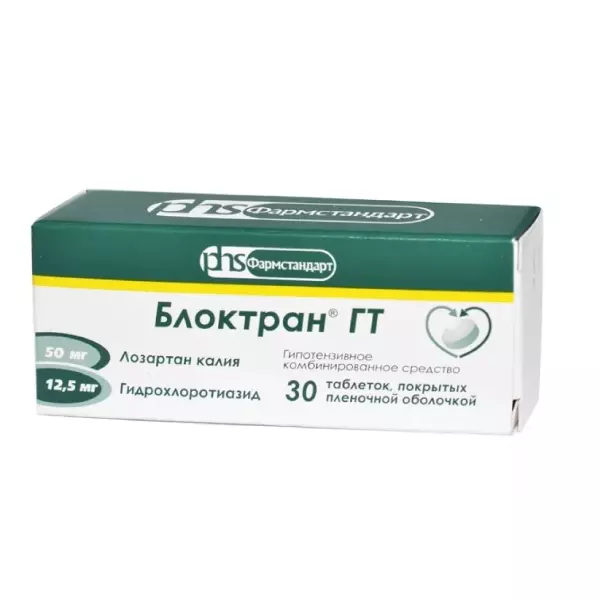 phs Фармстандарт
phs Фармстандарт
Блоктран® ГТ
50 мг Лозартан калия
12,5 мг Гидрохлоротиазид
Гипотензивное
комбинированное средство
30 таблеток, покрытых
пленочной оболочкой